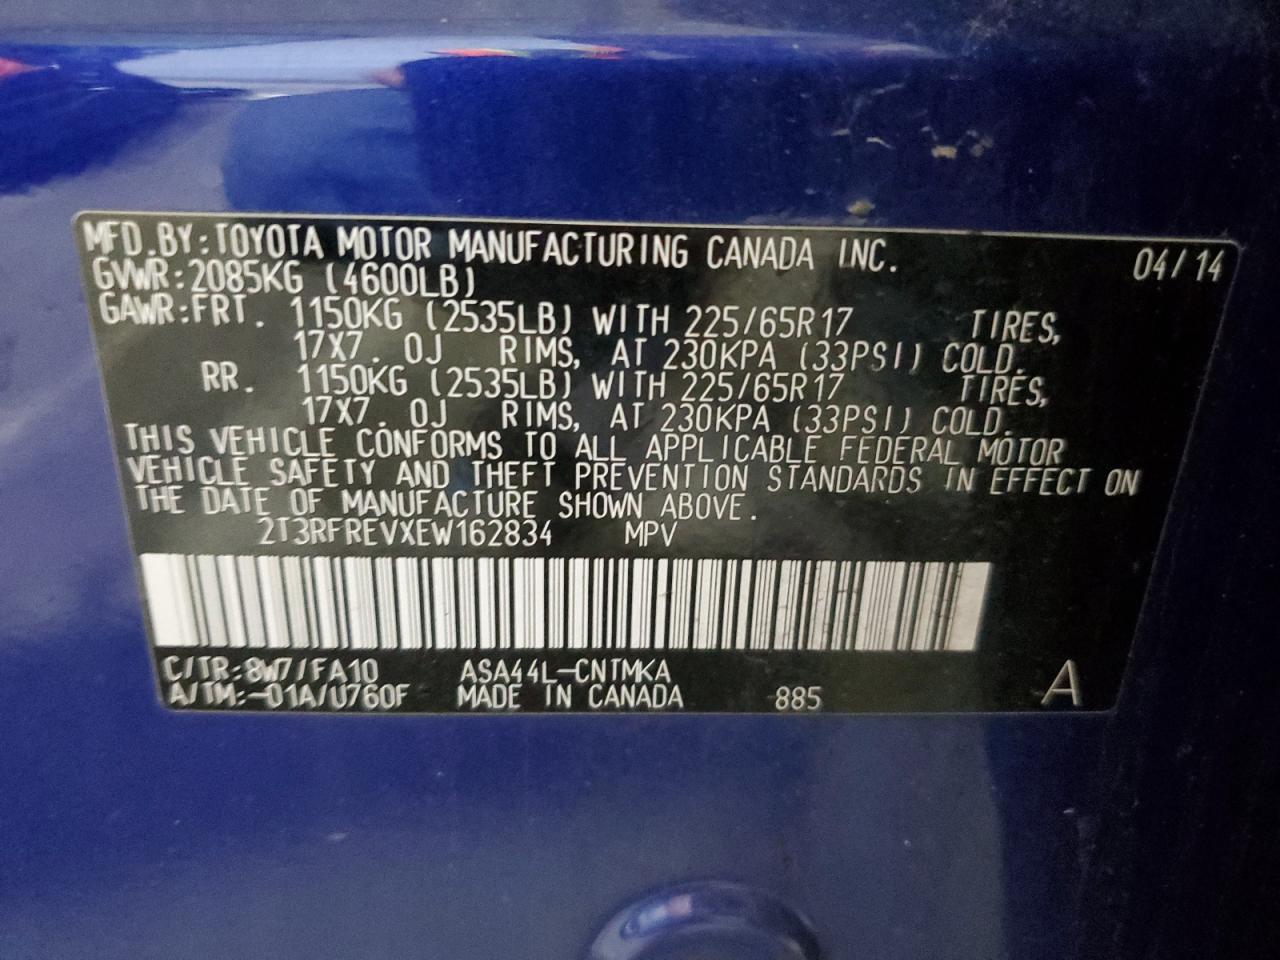 MFD.BY:TOYOTA MOTOR MANUFACTURING CANADA INC. 04/14
GVWR:2085KG (4600LB)
GAWR:FRT. 1150KG (2535LB) WITH 225/65R17 TIRES,
17X7.0J RIMS, AT 230KPA (33PSI) COLD.
RR. 1150KG (2535LB) WITH 225/65R17 TIRES,
17X7.0J RIMS, AT 230KPA (33PSI) COLD.
THIS VEHICLE CONFORMS TO ALL APPLICABLE FEDERAL MOTOR
VEHICLE SAFETY AND THEFT PREVENTION STANDARDS IN EFFECT ON
THE DATE OF MANUFACTURE SHOWN ABOVE.
2T3RFREVXEW162834 MPV
C/TR:8W7/FA10 ASA44L-CNTMKA
A/TM:-01A/U760F MADE IN CANADA 885 A